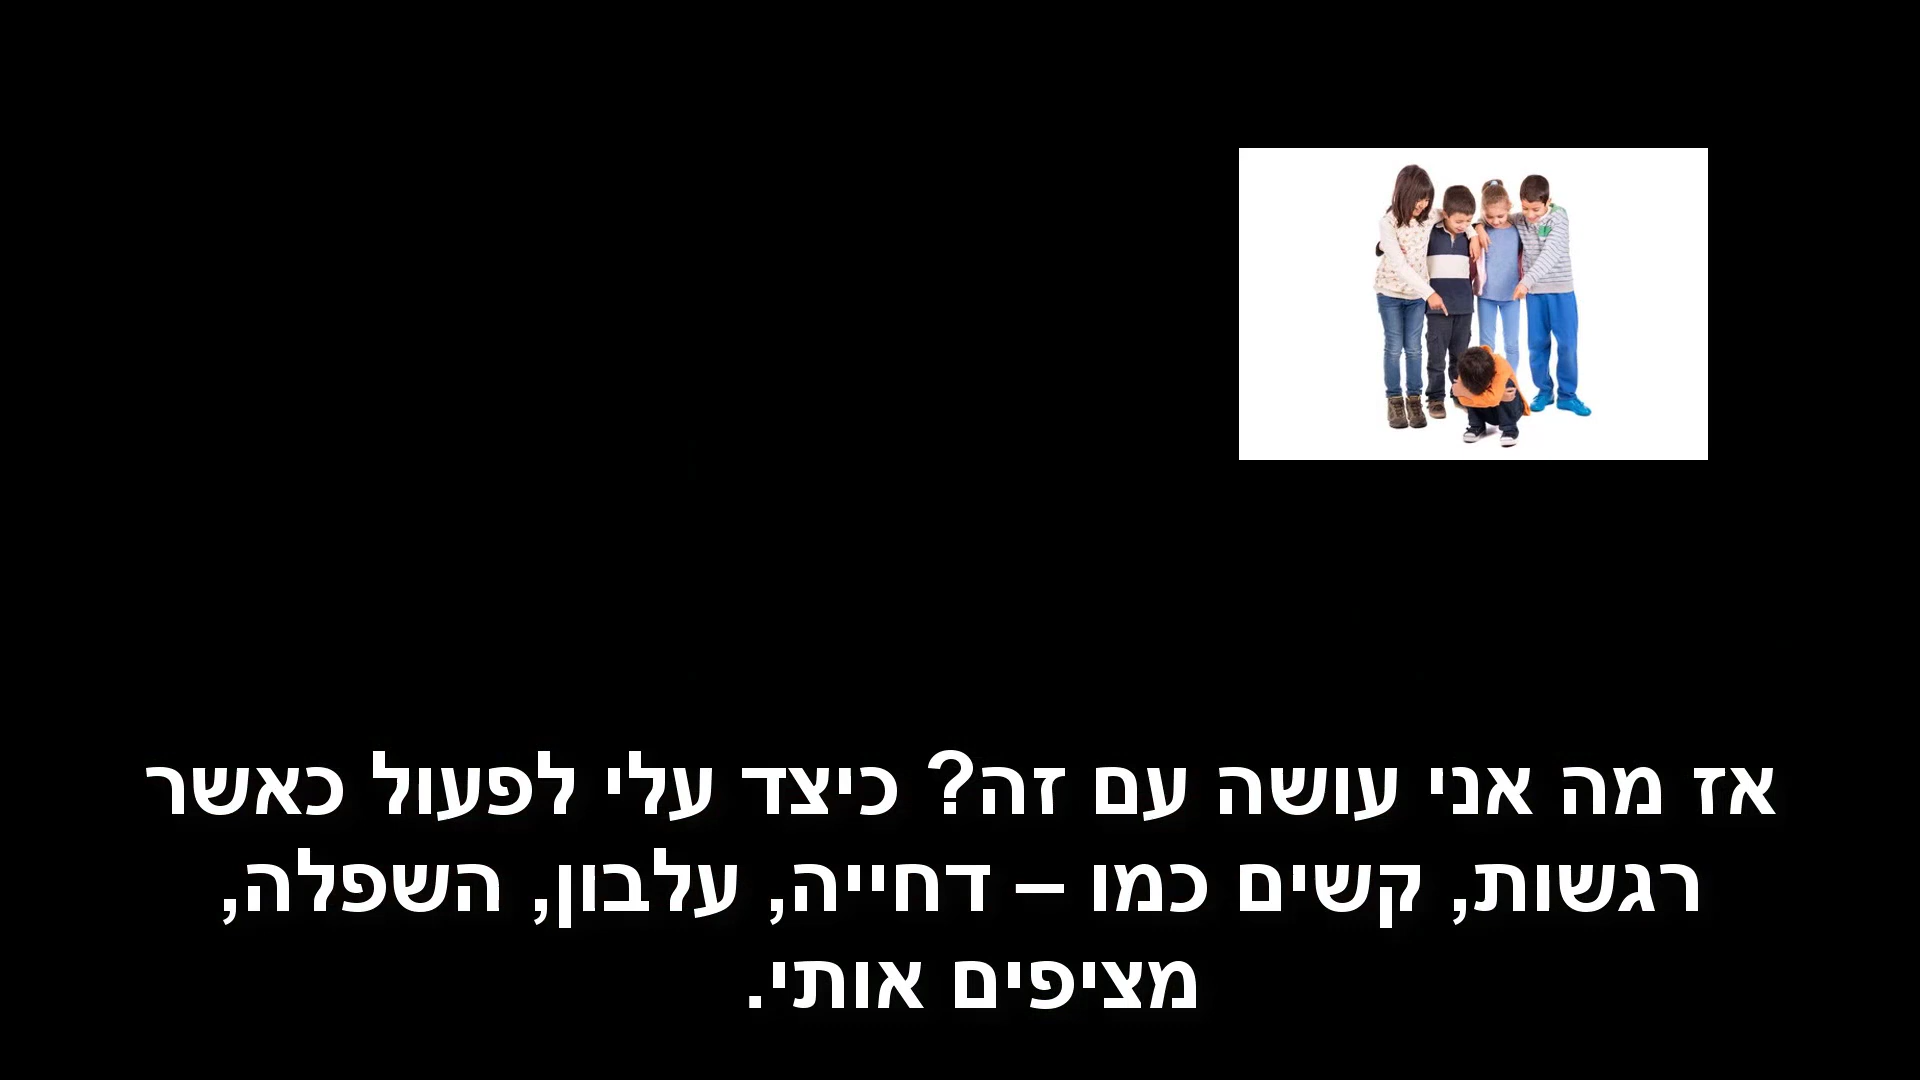 אז מה אני עושה עם זה? כיצד עלי לפעול כאשר
רגשות, קשים כמו – דחייה, עלבון, השפלה,
מציפים אותי.